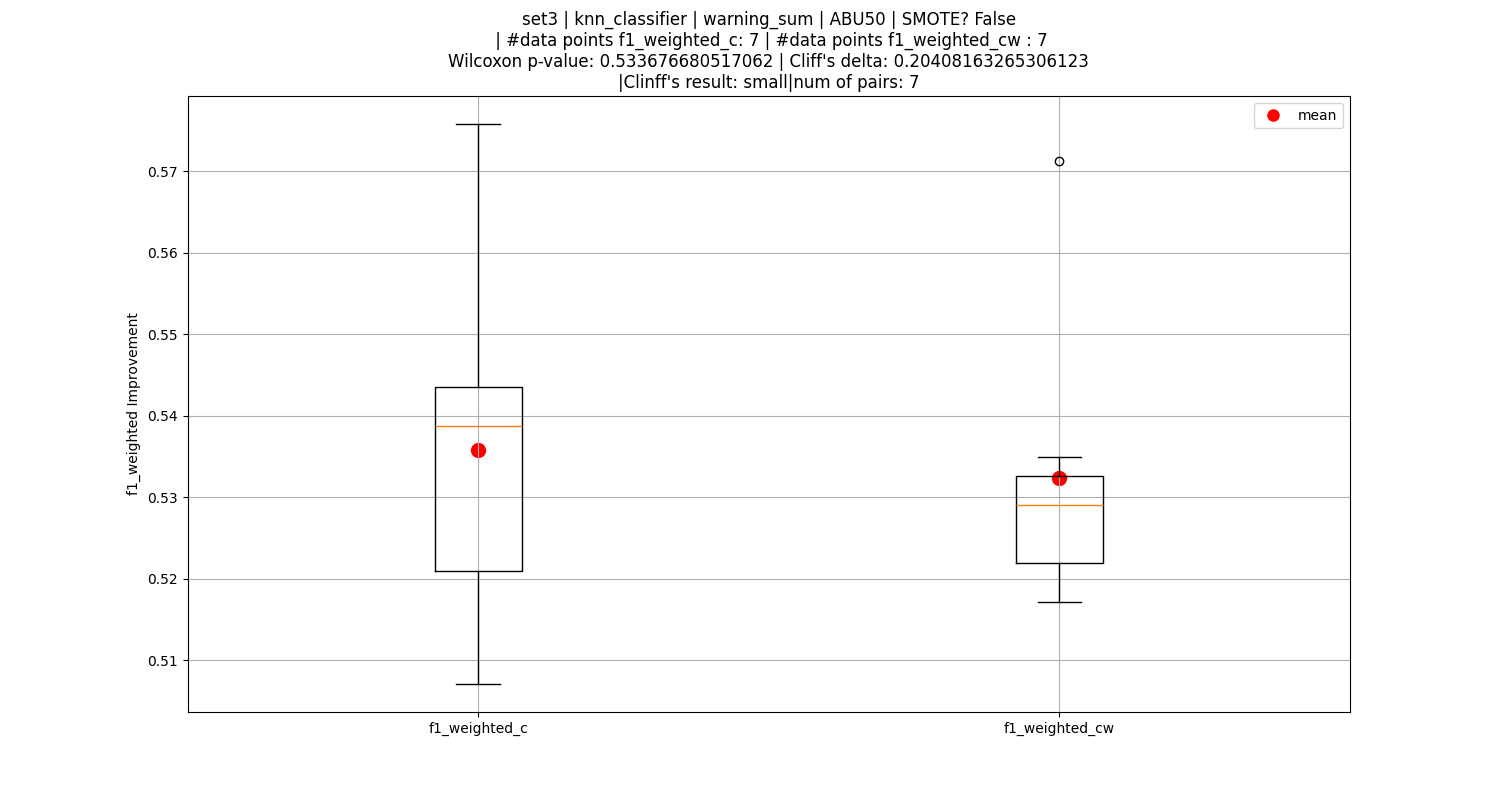 set3 | knn_classifier | warning_sum | ABU50 | SMOTE? False
| #data points f1_weighted_c: 7 | #data points f1_weighted_cw : 7
Wilcoxon p-value: 0.533676680517062 | Cliff's delta: 0.20408163265306123
|Clinff's result: small|num of pairs: 7
mean
0.57
0.56
0.55
0.54
0.53
0.52
0.51
f1_weighted Improvement
f1_weighted_c
f1_weighted_cw